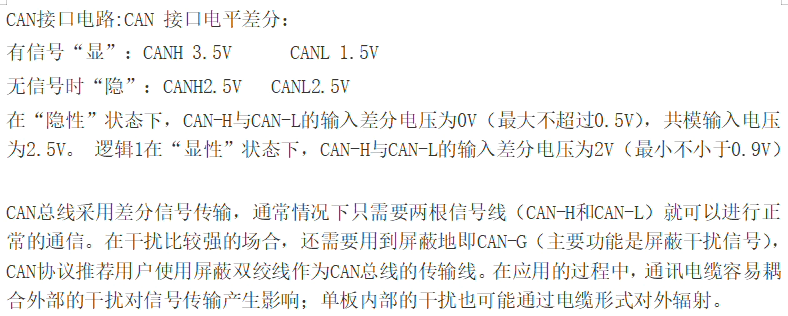 CAN接口电路:CAN 接口电平差分:
有信号“显”: CANH 3.5V CANL 1.5V
无信号时“隐”: CANH2.5V CANL2.5V
在“隐性”状态下, CAN-H与CAN-L的输入差分电压为0V（最大不超过0.5V），共模输入电压
为2.5V。 逻辑1在“显性”状态下, CAN-H与CAN-L的输入差分电压为2V（最小不小于0.9V）
CAN总线采用差分信号传输，通常情况下只需要两根信号线（CAN-H和CAN-L）就可以进行正
常的通信。在干扰比较强的场合，还需要用到屏蔽地即CAN-G（主要功能是屏蔽干扰信号），
CAN协议推荐用户使用屏蔽双绞线作为CAN总线的传输线。在应用的过程中，通讯电缆容易耦
合外部的干扰对信号传输产生影响；单板内部的干扰也可能通过电缆形式对外辐射。